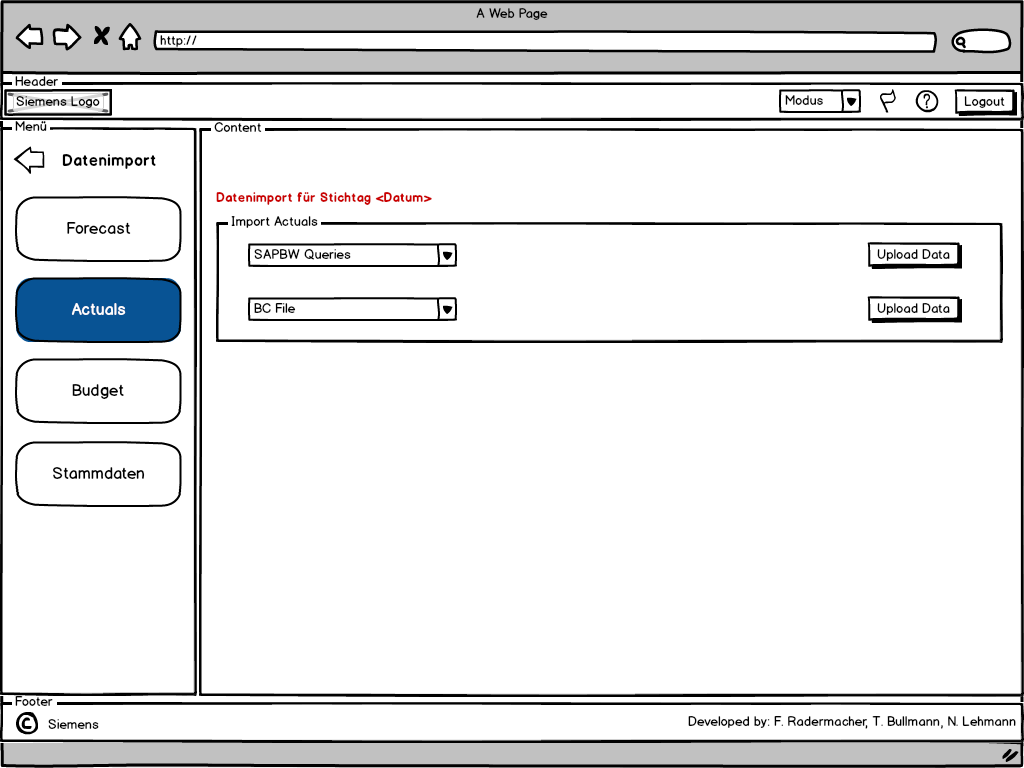 A Web Page
http://
Header
Siemens Logo
Modus
?
Logout
Menü
Datenimport
Forecast
Actuals
Budget
Stammdaten
Content
Datenimport für Stichtag <Datum>
Import Actuals
SAPBW Queries
Upload Data
BC File
Upload Data
Footer
© Siemens
Developed by: F. Radermacher, T. Bullmann, N. Lehmann